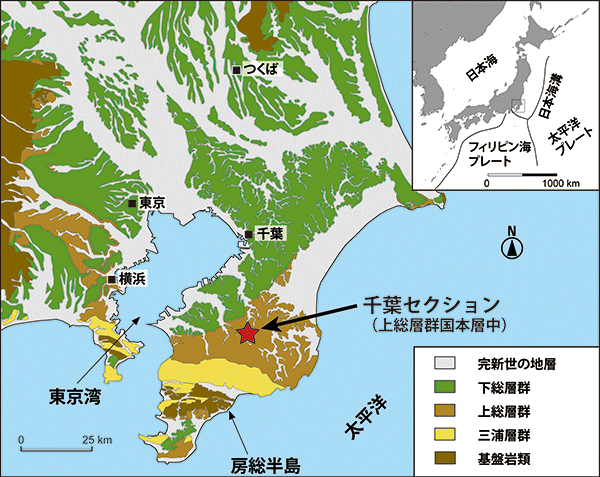 つくば
東京
千葉
横浜
千葉セクション
(上総層群国本層中)
東京湾
房総半島
太平洋
N
0 25 km
日本海
日本海溝
太平洋
プレート
フィリピン海
プレート
0 1000 km
完新世の地層
下総層群
上総層群
三浦層群
基盤岩類